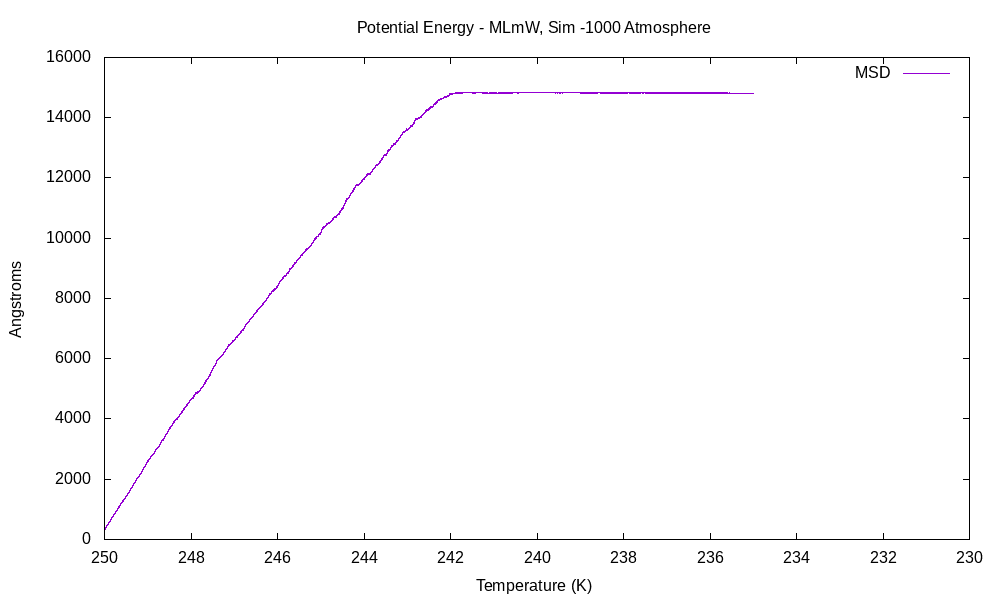 Potential Energy - MLmW, Sim -1000 Atmosphere
MSD
16000
14000
12000
10000
8000
6000
4000
2000
0
Angstroms
250 248 246 244 242 240 238 236 234 232 230
Temperature (K)